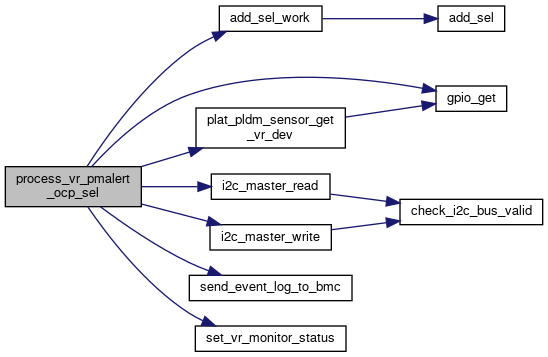 process_vr_pmalert
_ocp_sel
add_sel_work
add_sel
gpio_get
plat_pldm_sensor_get
_vr_dev
i2c_master_read
check_i2c_bus_valid
i2c_master_write
send_event_log_to_bmc
set_vr_monitor_status